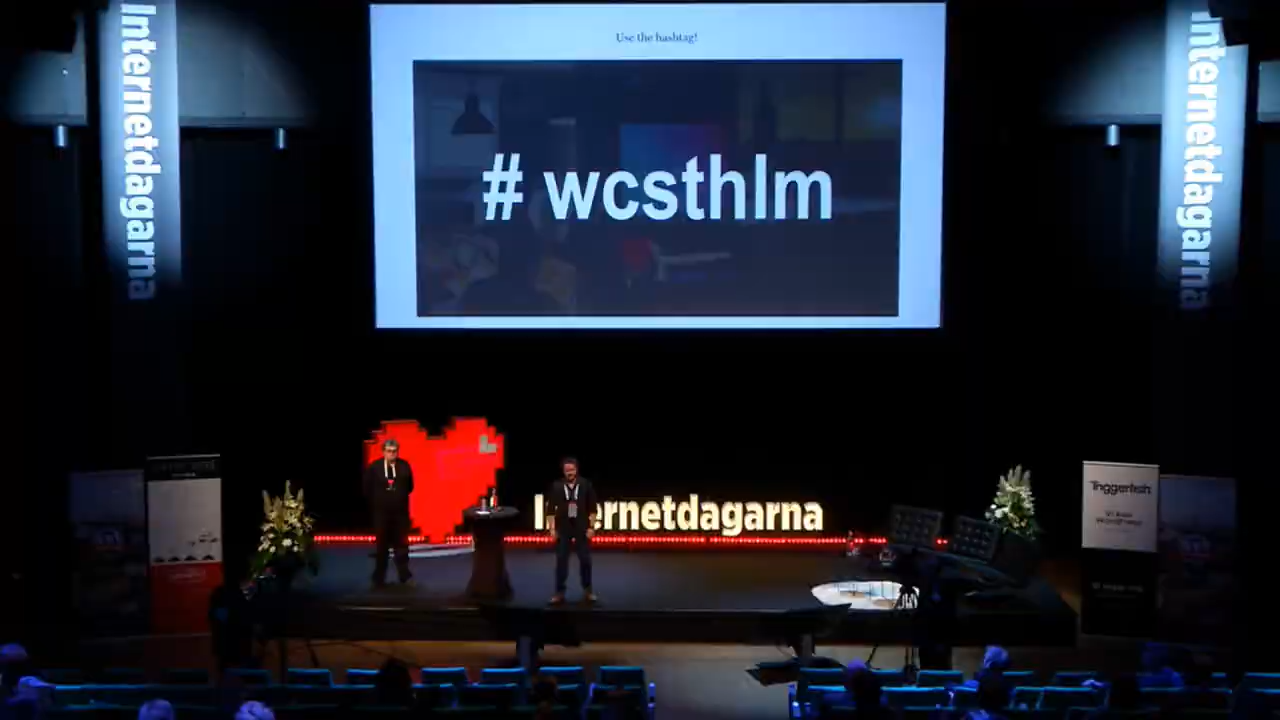 Internetdagarna
Use the hashtag!
# wcsthlm
Internetdagarna
Internetdagarna
Triggerfish